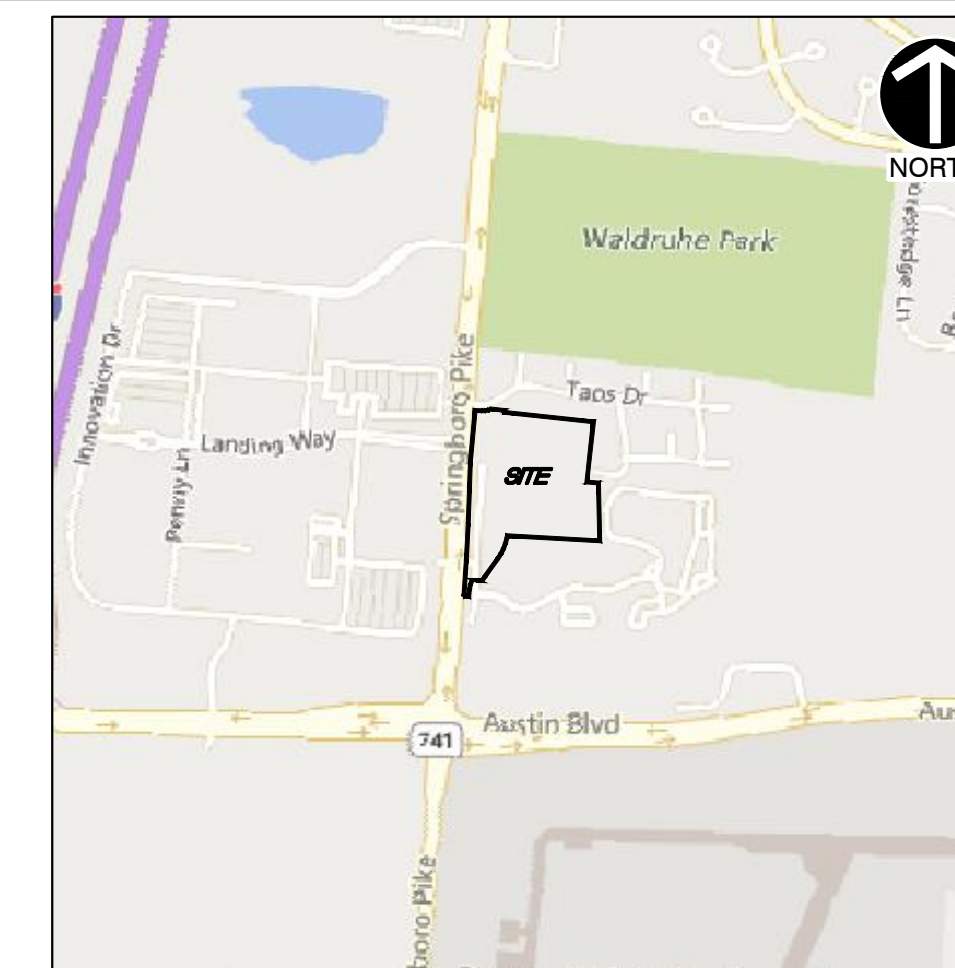 NORT
Waldruhe Park
Innovation Dr
Springboro Pike
Taos Dr
Landing Way
Penny Ln
SITE
Austin Blvd
Aus
741
boro Pike